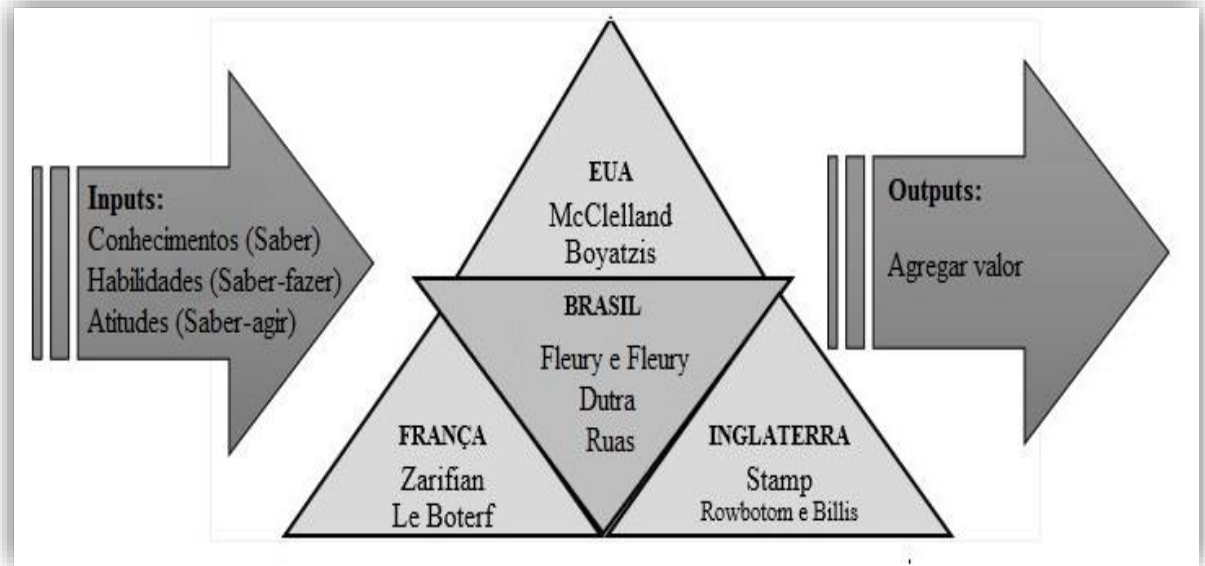 Inputs:
Conhecimentos (Saber)
Habilidades (Saber-fazer)
Atitudes (Saber-agir)
EUA
McClelland
Boyatzis
BRASIL
Fleury e Fleury
Dutra
Ruas
FRANÇA
Zarifian
Le Boterf
INGLATERRA
Stamp
Rowbotom e Billis
Outputs:
Agregar valor